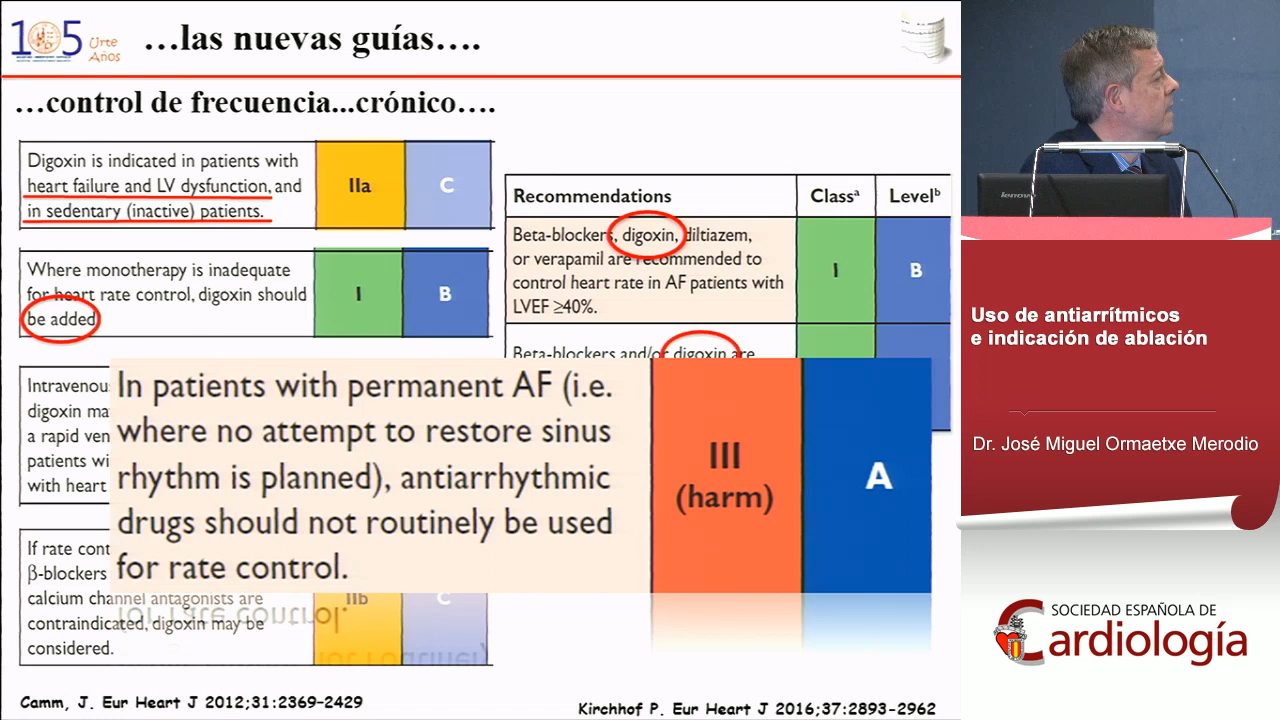 105 Urte
Años
…las nuevas guías….
…control de frecuencia...crónico….
Digoxin is indicated in patients with
heart failure and LV dysfunction, and
in sedentary (inactive) patients.
IIa
C
Where monotherapy is inadequate
for heart rate control, digoxin should
be added
I
B
Intravenou
digoxin ma
a rapid ven
patients wi
with heart
If rate cont
β-blockers
calcium channel antagonists are
contraindicated, digoxin may be
considered.
IIb
C
Recommendations
Classᵃ
Levelᵇ
Beta-blockers, digoxin, diltiazem,
or verapamil are recommended to
control heart rate in AF patients with
LVEF ≥40%.
I
B
Beta-blockers and/or digoxin are
In patients with permanent AF (i.e.
where no attempt to restore sinus
rhythm is planned), antiarrhythmic
drugs should not routinely be used
for rate control.
III
(harm)
A
Camm, J. Eur Heart J 2012;31:2369-2429
Kirchhof P. Eur Heart J 2016;37:2893-2962
lenovo
Uso de antiarrítmicos
e indicación de ablación
Dr. José Miguel Ormaetxe Merodio
SOCIEDAD ESPAÑOLA DE
Cardiología